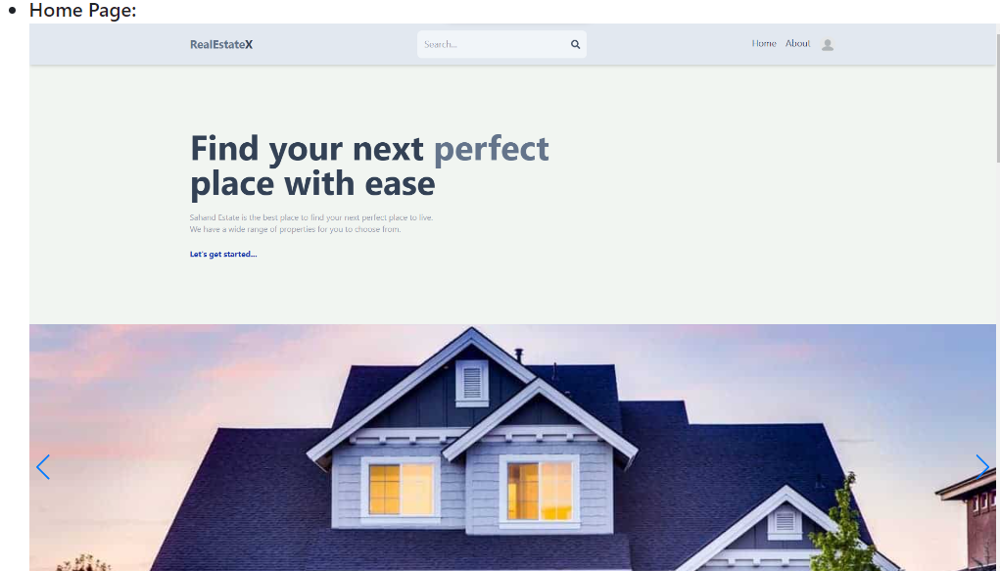 Home Page:
RealEstateX
Search...
Home About
Find your next perfect
place with ease
Sahand Estate is the best place to find your next perfect place to live.
We have a wide range of properties for you to choose from.
Let's get started...